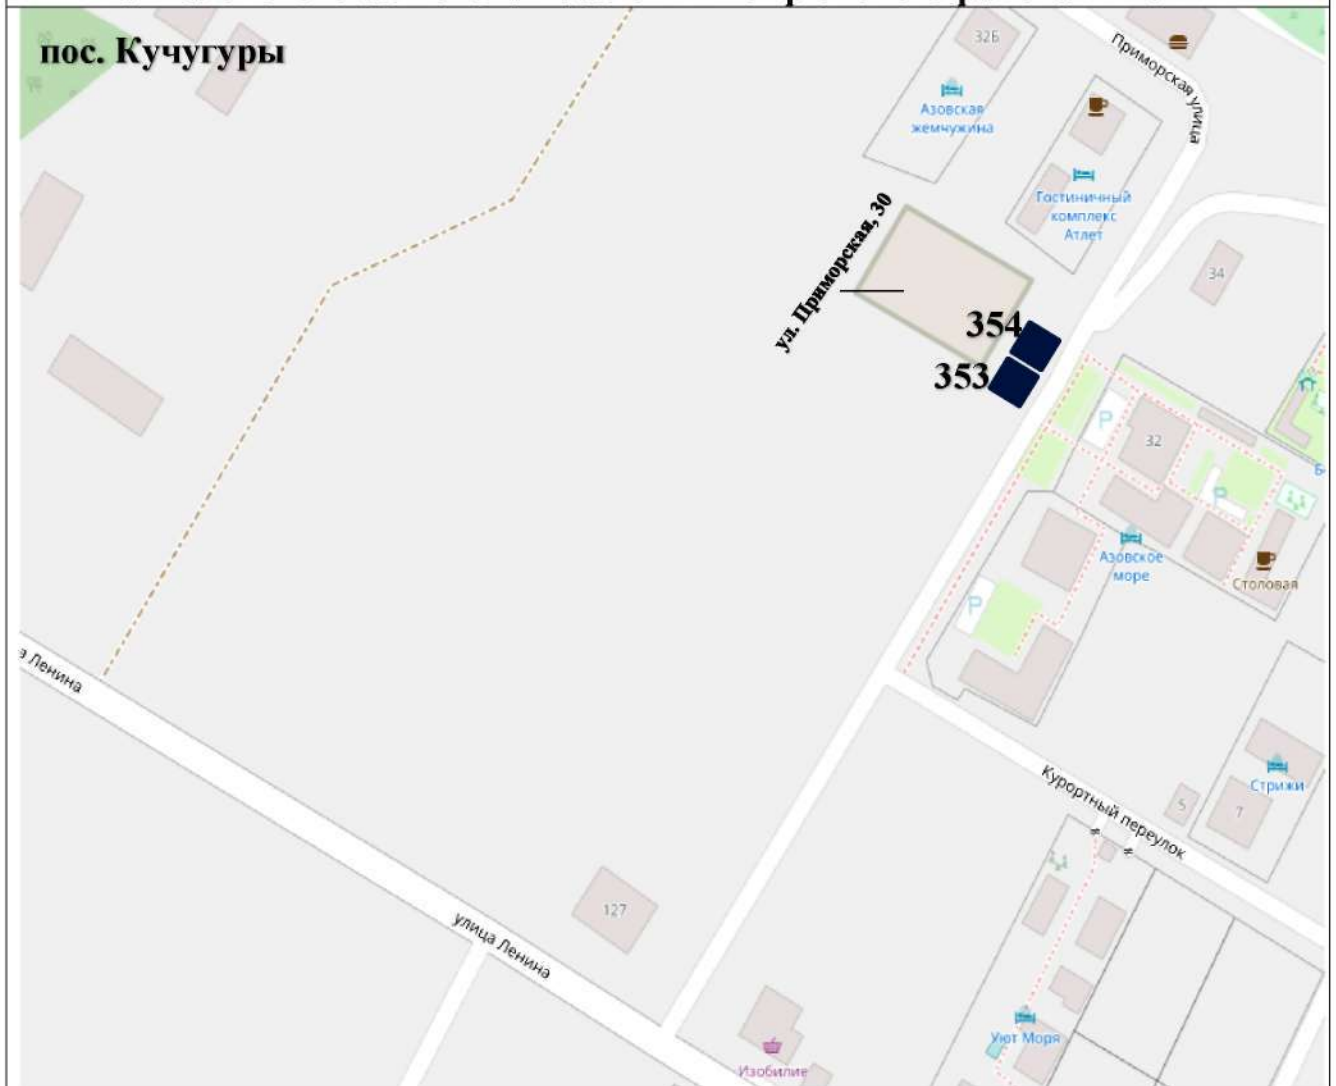 пос. Кучугуры
32Б
Приморская улица
Азовская
жемчужина
Гостиничный
комплекс
Атлет
ул. Приморская, 30
34
354
353
P
32
P
Азовское
море
Столовая
P
а Ленина
Курортный переулок
Стрижи
5
7
127
улица Ленина
Уют Моря
Изобилие